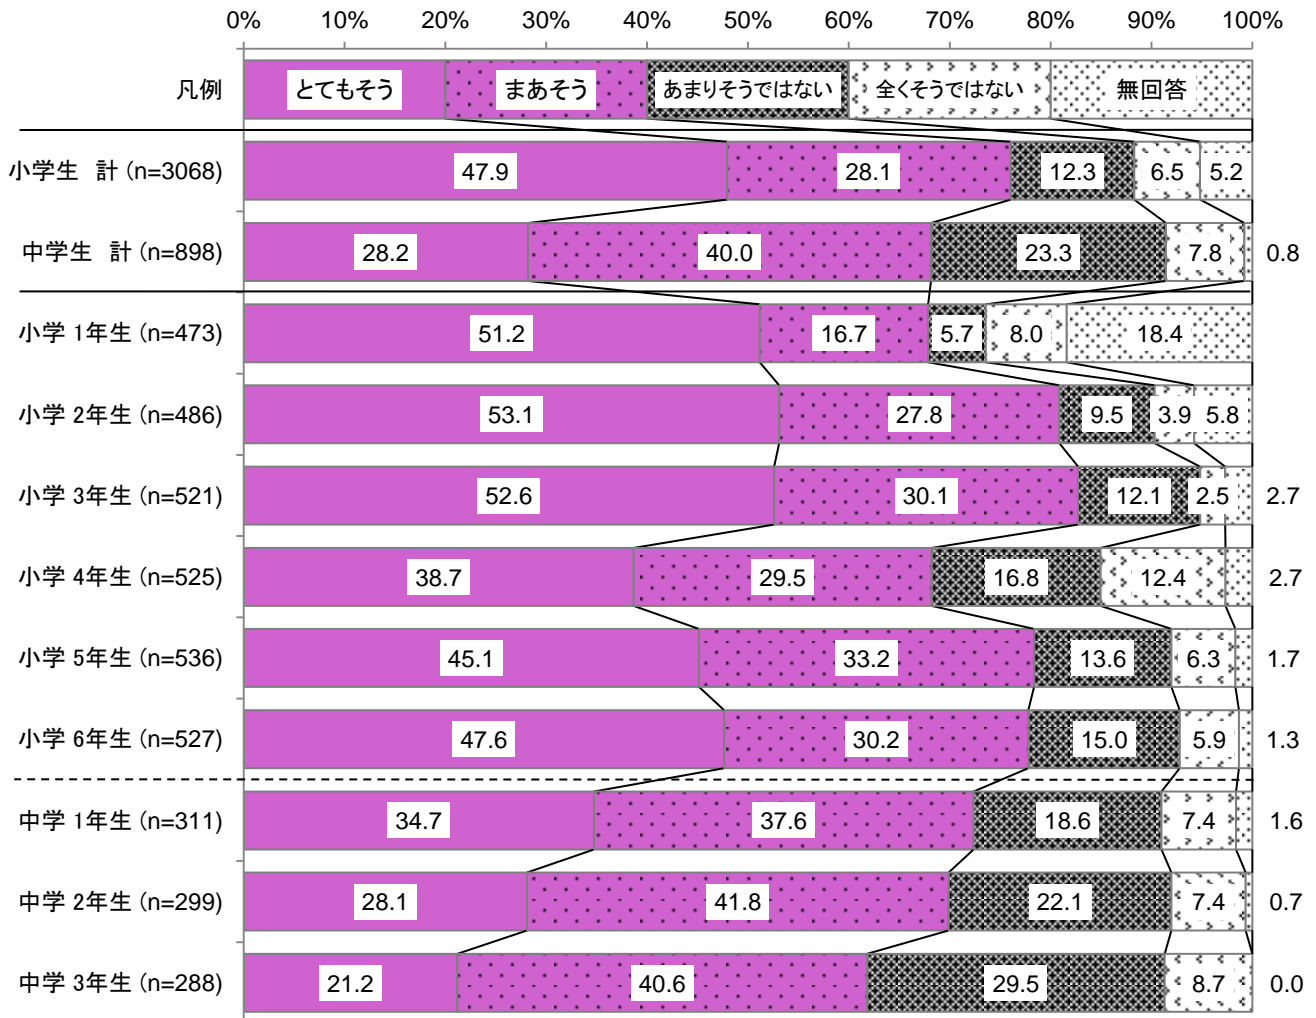 0% 10% 20% 30% 40% 50% 60% 70% 80% 90% 100%
凡例 とてもそう まあそう あまりそうではない 全くそうではない 無回答
小学生 計 (n=3068) 47.9 28.1 12.3 6.5 5.2
中学生 計 (n=898) 28.2 40.0 23.3 7.8 0.8
小学 1年生 (n=473) 51.2 16.7 5.7 8.0 18.4
小学 2年生 (n=486) 53.1 27.8 9.5 3.9 5.8
小学 3年生 (n=521) 52.6 30.1 12.1 2.5 2.7
小学 4年生 (n=525) 38.7 29.5 16.8 12.4 2.7
小学 5年生 (n=536) 45.1 33.2 13.6 6.3 1.7
小学 6年生 (n=527) 47.6 30.2 15.0 5.9 1.3
中学 1年生 (n=311) 34.7 37.6 18.6 7.4 1.6
中学 2年生 (n=299) 28.1 41.8 22.1 7.4 0.7
中学 3年生 (n=288) 21.2 40.6 29.5 8.7 0.0